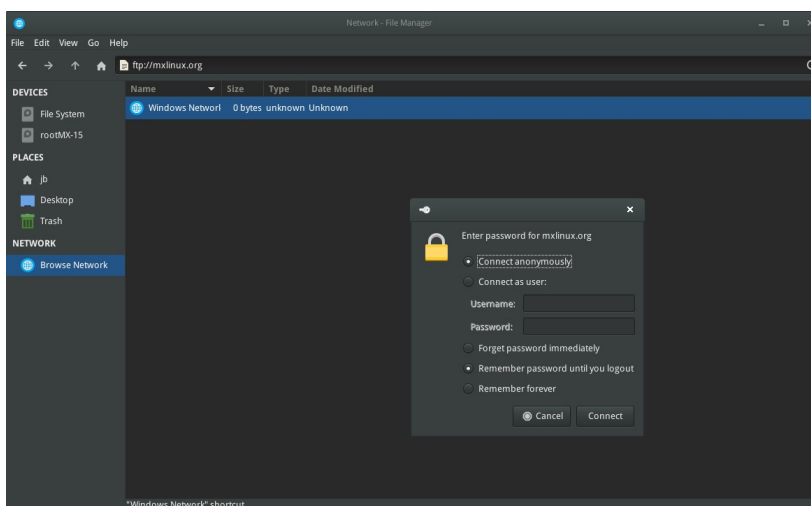 Network - File Manager
File Edit View Go Help
ftp://mxlinux.org
DEVICES
File System
rootMX-15
PLACES
jb
Desktop
Trash
NETWORK
Browse Network
Name Size Type Date Modified
Windows Networl 0 bytes unknown Unknown
Enter password for mxlinux.org
Connect anonymously
Connect as user:
Username:
Password:
Forget password immediately
Remember password until you logout
Remember forever
Cancel Connect
"Windows Network" shortcut